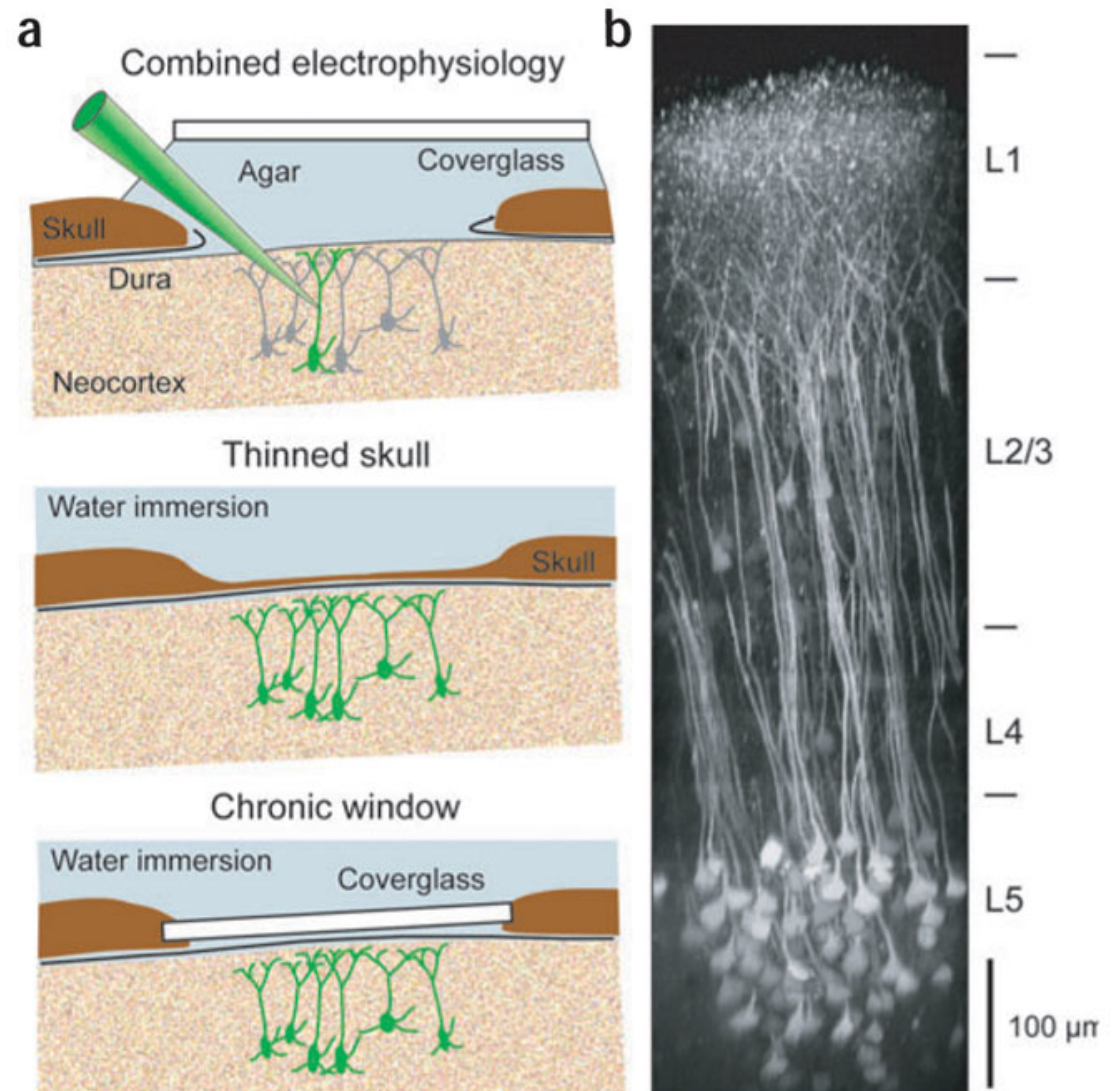 a
Combined electrophysiology
Agar
Coverglass
Skull
Dura
Neocortex
Thinned skull
Water immersion
Skull
Chronic window
Water immersion
Coverglass
b
L1
L2/3
L4
L5
100 μm